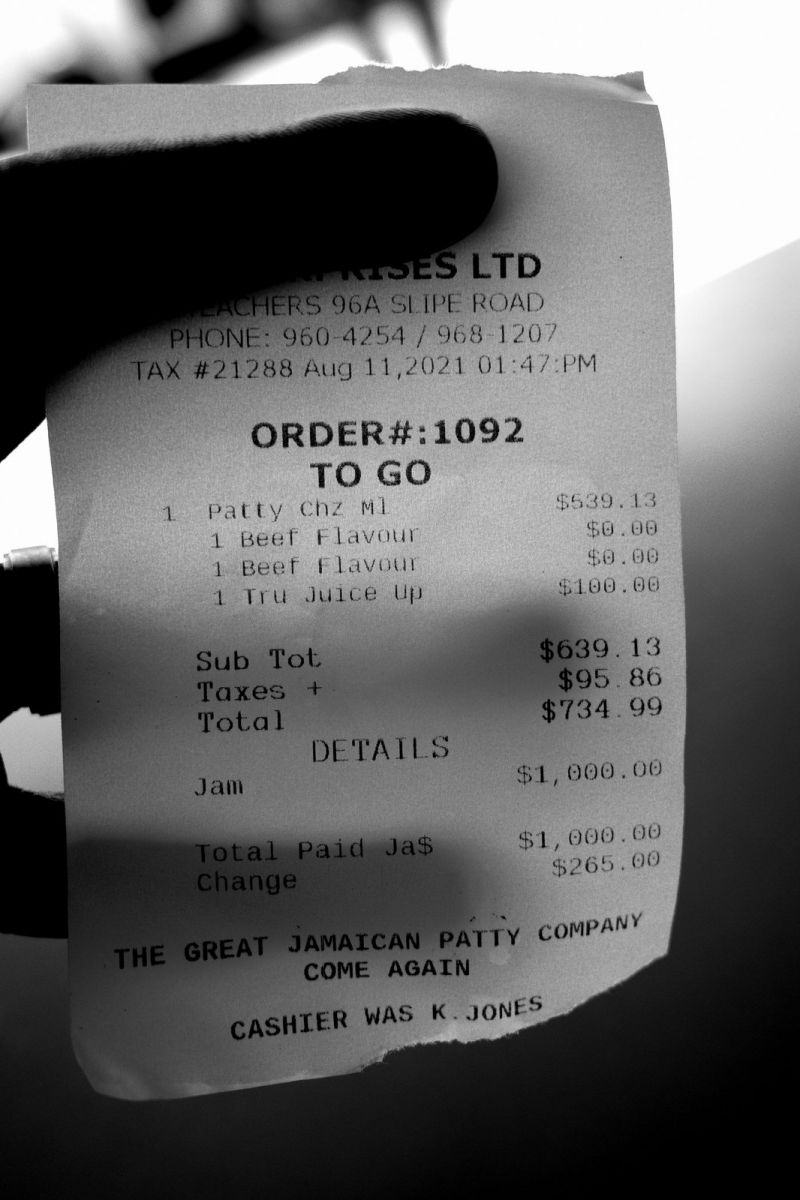 LTD
96A SLIPE ROAD
PHONE: 960-4254 / 968-1207
TAX #21288 Aug 11,2021 01:47:PM
ORDER#:1092
TO GO
1 Patty Chz Ml $539.13
1 Beef Flavour $0.00
1 Beef Flavour $0.00
1 Tru Juice Up $100.00
Sub Tot $639.13
Taxes + $95.86
Total $734.99
DETAILS
Jam $1,000.00
Total Paid Ja$ $1,000.00
Change $265.00
THE GREAT JAMAICAN PATTY COMPANY
COME AGAIN
CASHIER WAS K.JONES